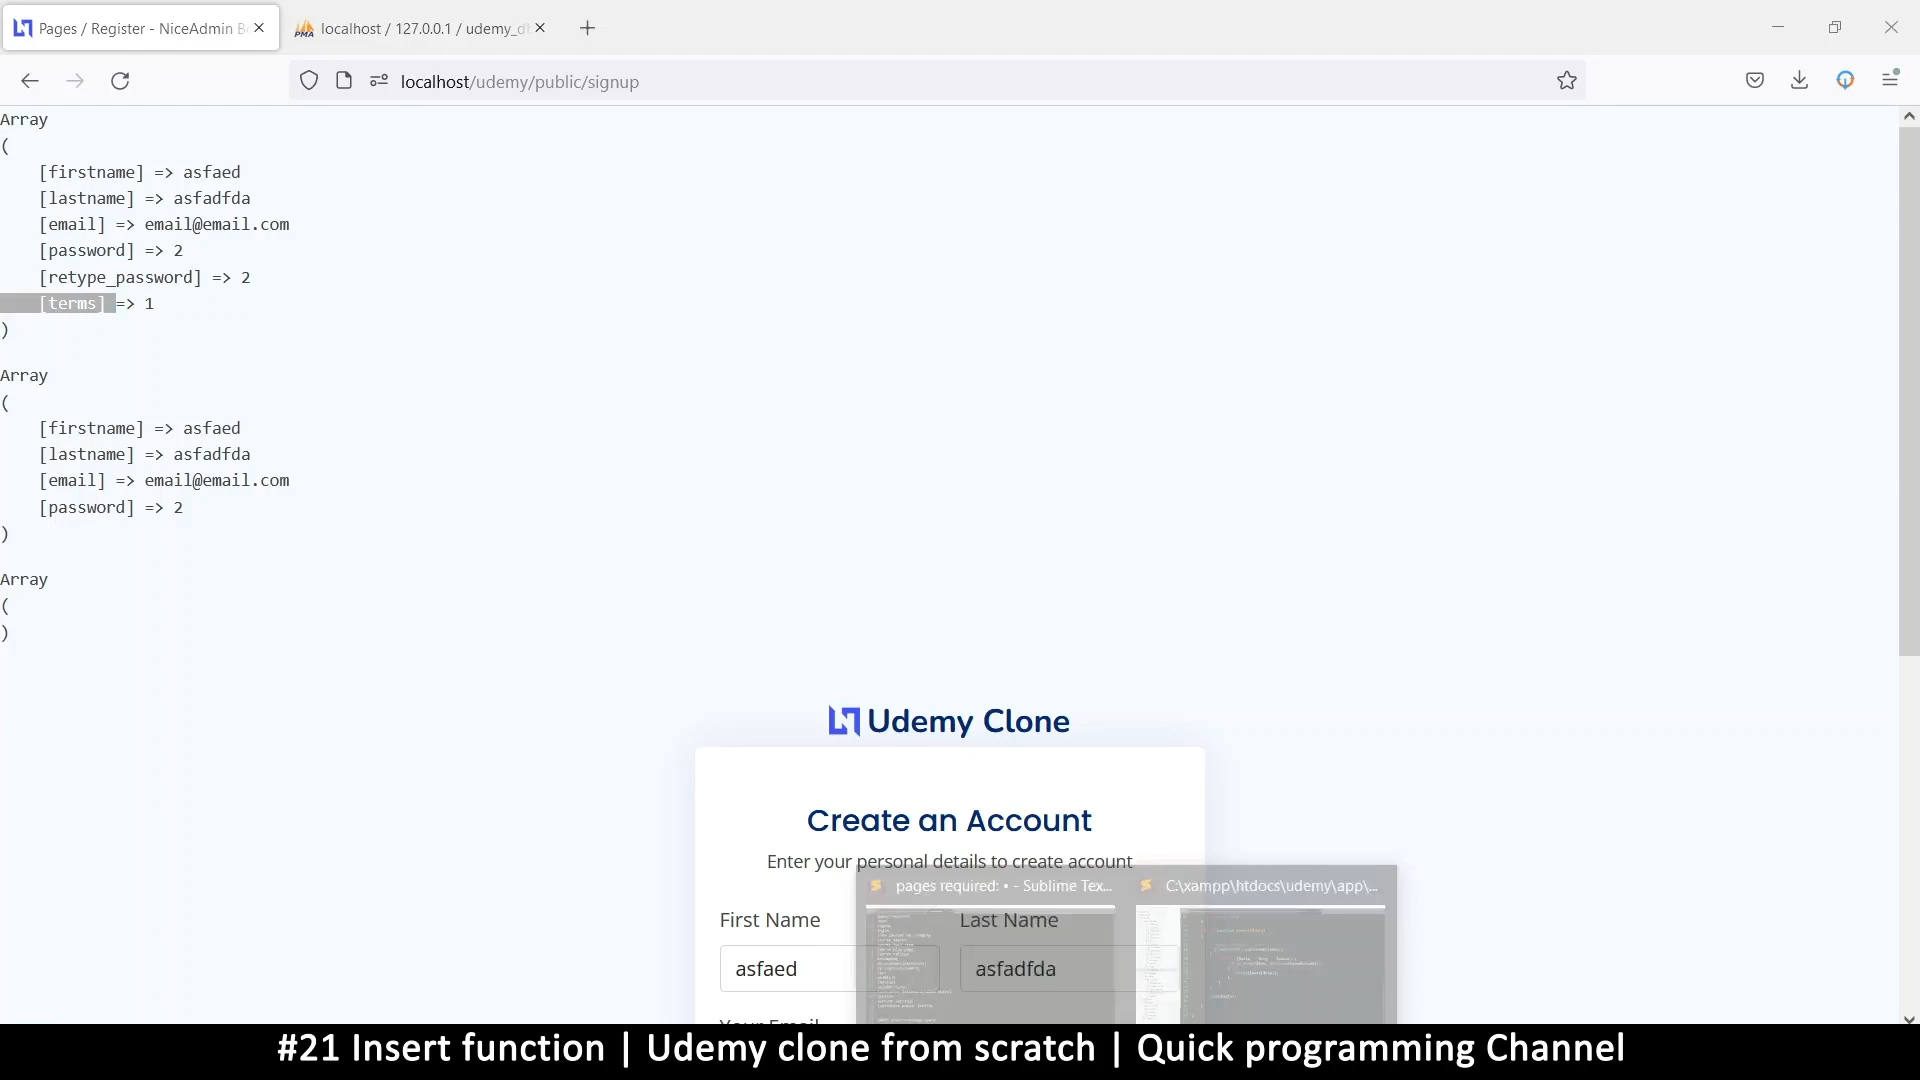 Pages / Register - NiceAdmin B
localhost / 127.0.0.1 / udemy_d
localhost/udemy/public/signup
Array
(
[firstname] => asfaed
[lastname] => asfadfda
[email] => email@email.com
[password] => 2
[retype_password] => 2
[terms] => 1
)
Array
(
[firstname] => asfaed
[lastname] => asfadfda
[email] => email@email.com
[password] => 2
)
Array
(
)
Udemy Clone
Create an Account
Enter your personal details to create account
pages required: • - Sublime Tex...
C:\xampp\htdocs\udemy\app\...
First Name
Last Name
asfaed
asfadfda
Your Email
#21 Insert function | Udemy clone from scratch | Quick programming Channel